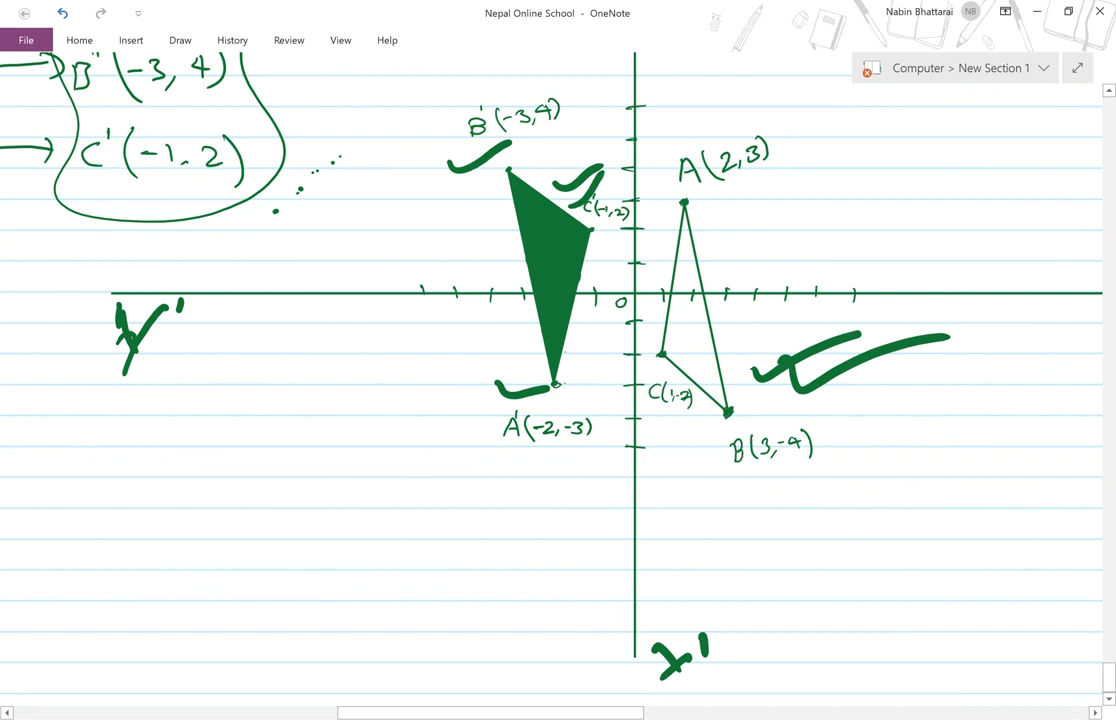 Nepal Online School - OneNote
Nabin Bhattarai NB
File Home Insert Draw History Review View Help
Computer > New Section 1
B" (-3, 4)
C' (-1, 2)
B' (-3, 4)
C' (-1, 2)
A (2, 3)
0
Y'
C (1, -2)
A' (-2, -3)
B (3, -4)
X'